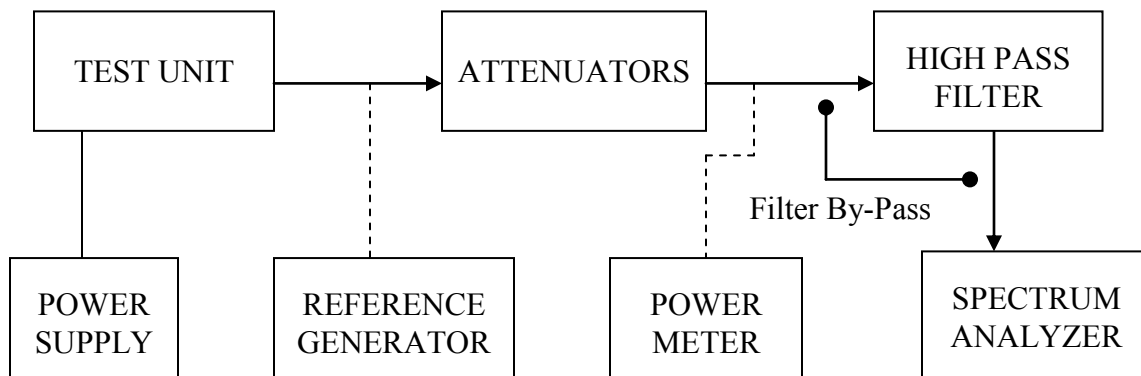 TEST UNIT
ATTENUATORS
HIGH PASS
FILTER
Filter By-Pass
POWER
SUPPLY
REFERENCE
GENERATOR
POWER
METER
SPECTRUM
ANALYZER